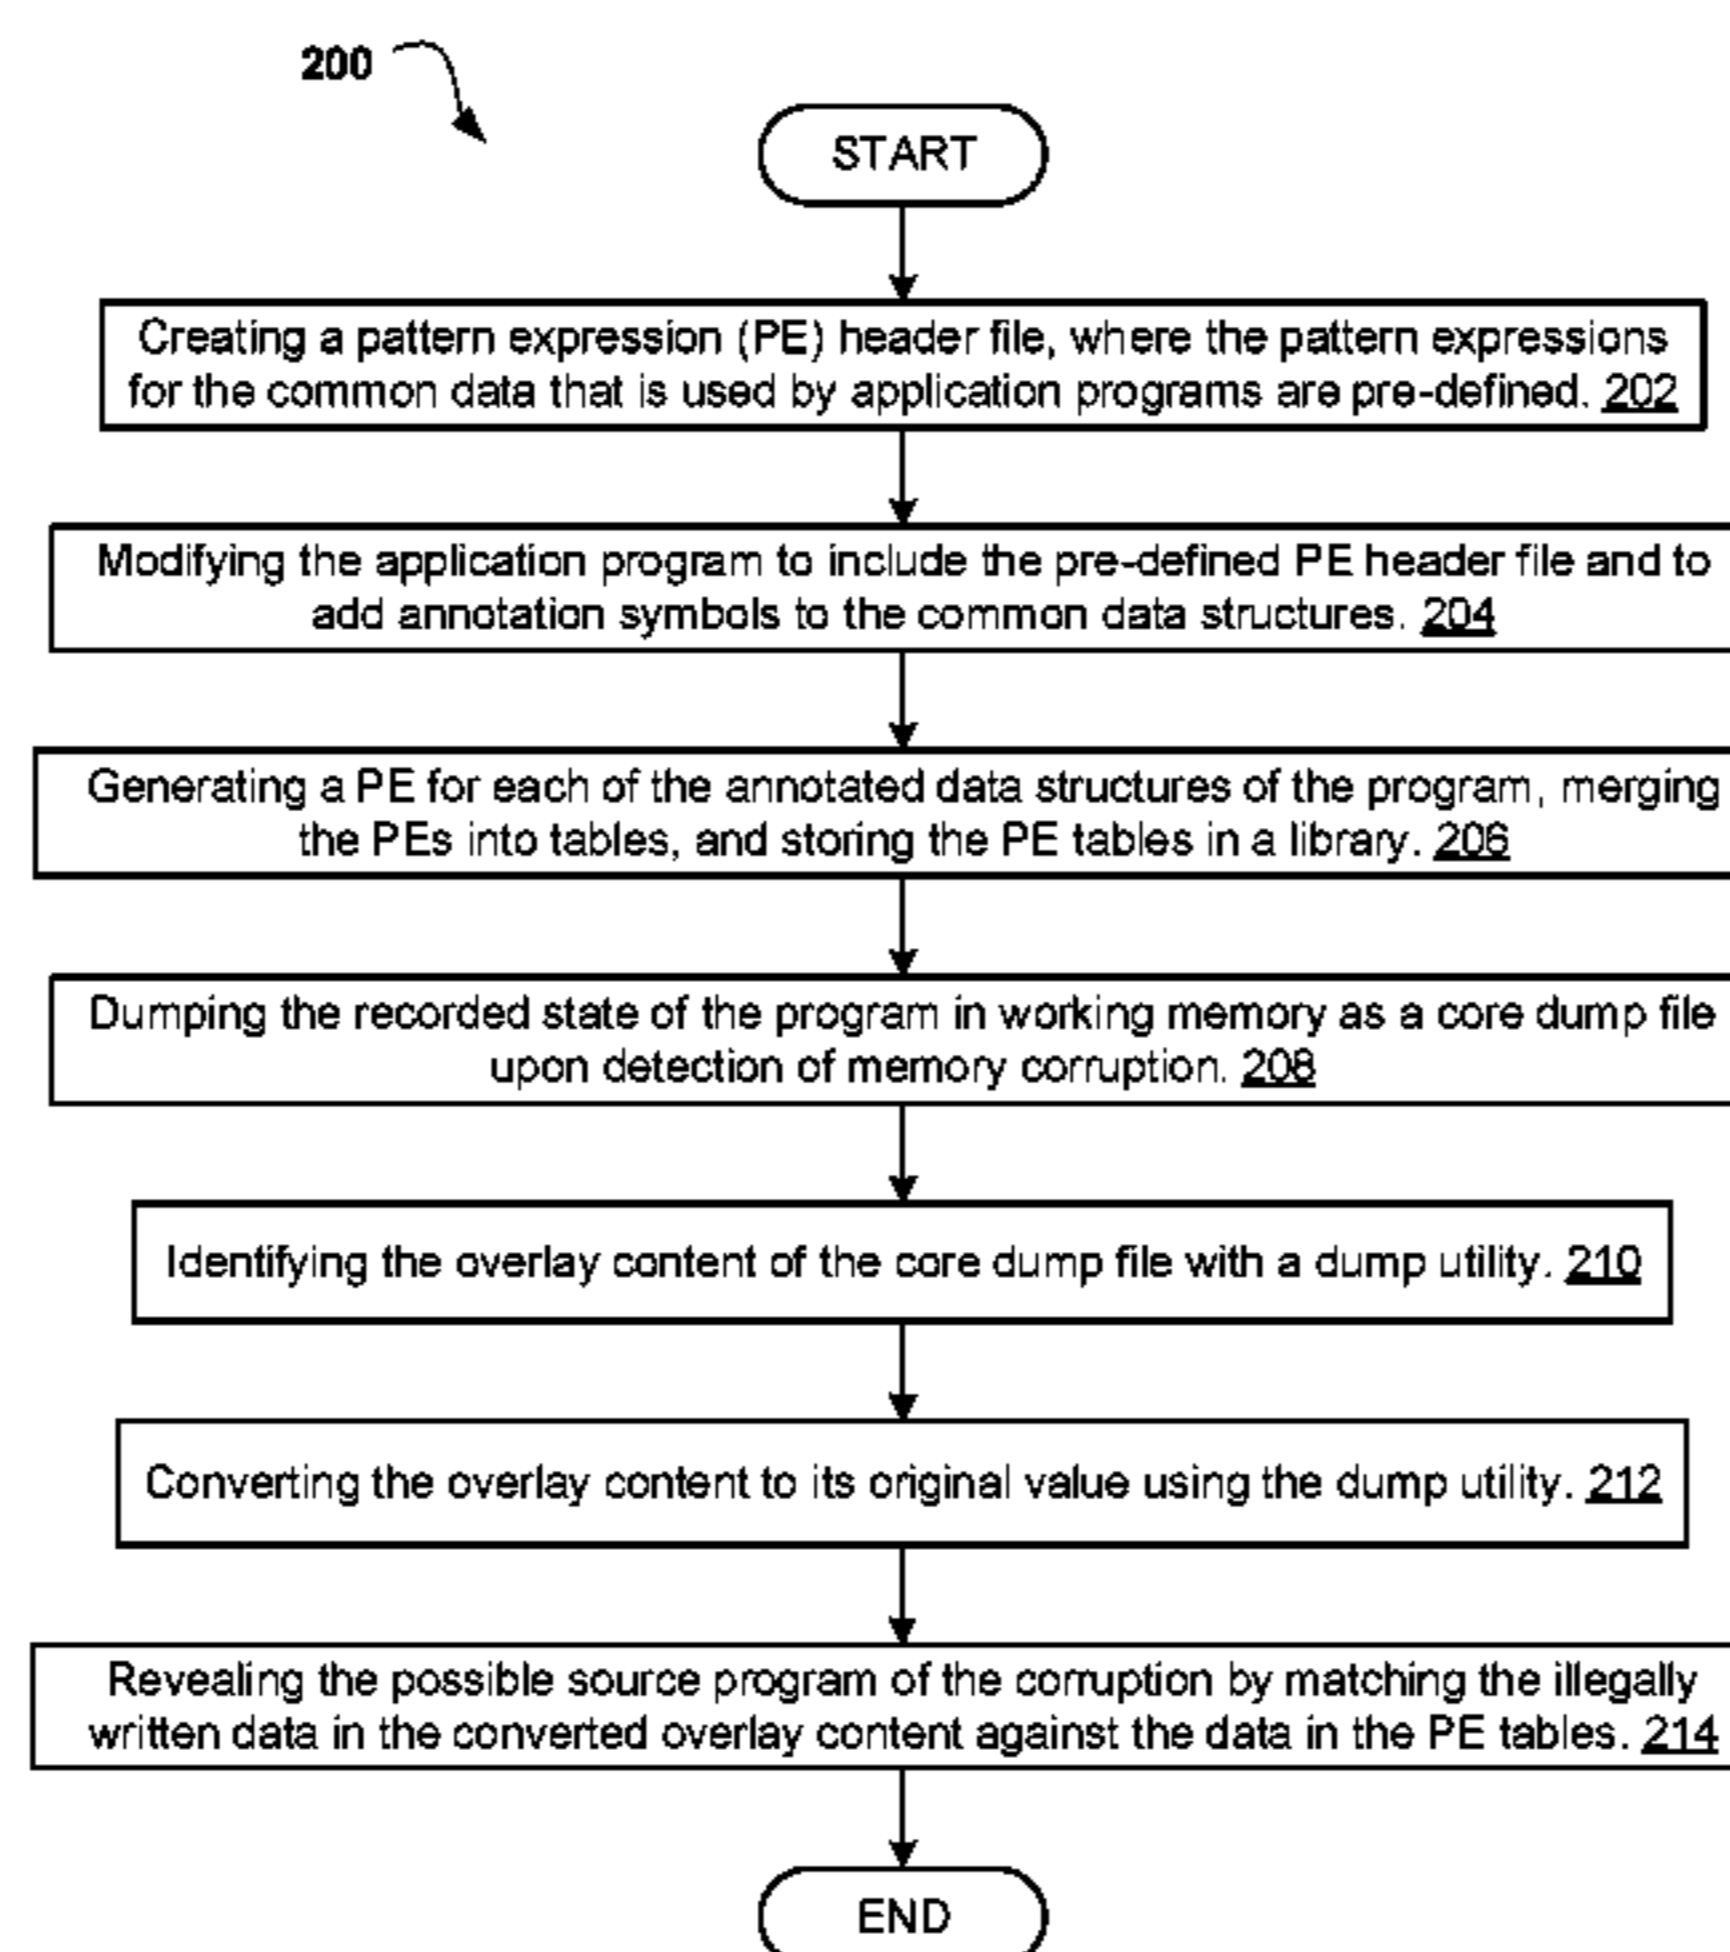 200
START
Creating a pattern expression (PE) header file, where the pattern expressions
for the common data that is used by application programs are pre-defined. 202
Modifying the application program to include the pre-defined PE header file and to
add annotation symbols to the common data structures. 204
Generating a PE for each of the annotated data structures of the program, merging
the PEs into tables, and storing the PE tables in a library. 206
Dumping the recorded state of the program in working memory as a core dump file
upon detection of memory corruption. 208
Identifying the overlay content of the core dump file with a dump utility. 210
Converting the overlay content to its original value using the dump utility. 212
Revealing the possible source program of the corruption by matching the illegally
written data in the converted overlay content against the data in the PE tables. 214
END